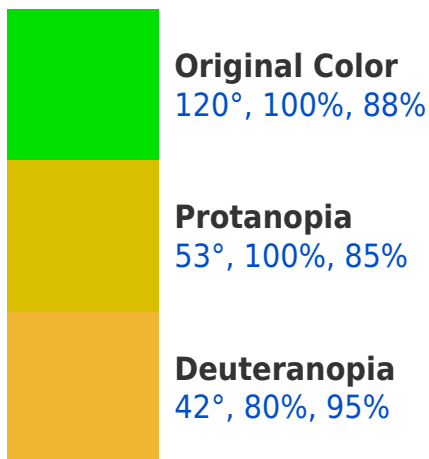 Original Color
120°, 100%, 88%
Protanopia
53°, 100%, 85%
Deuteranopia
42°, 80%, 95%